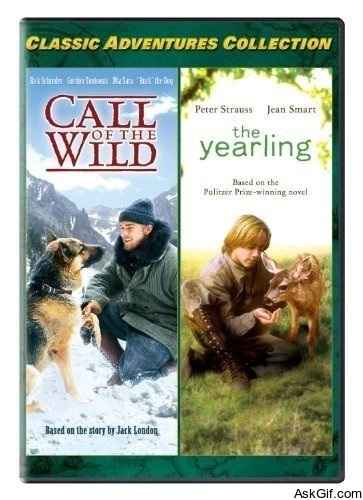 CLASSIC ADVENTURES COLLECTION
Rick Schroder Gordon Tootoosis Mia Sara "Buck" the Dog
CALL
OF THE
WILD
Based on the story by Jack London
Peter Strauss Jean Smart
the
yearling
Based on the
Pulitzer Prize-winning novel
AskGif.com